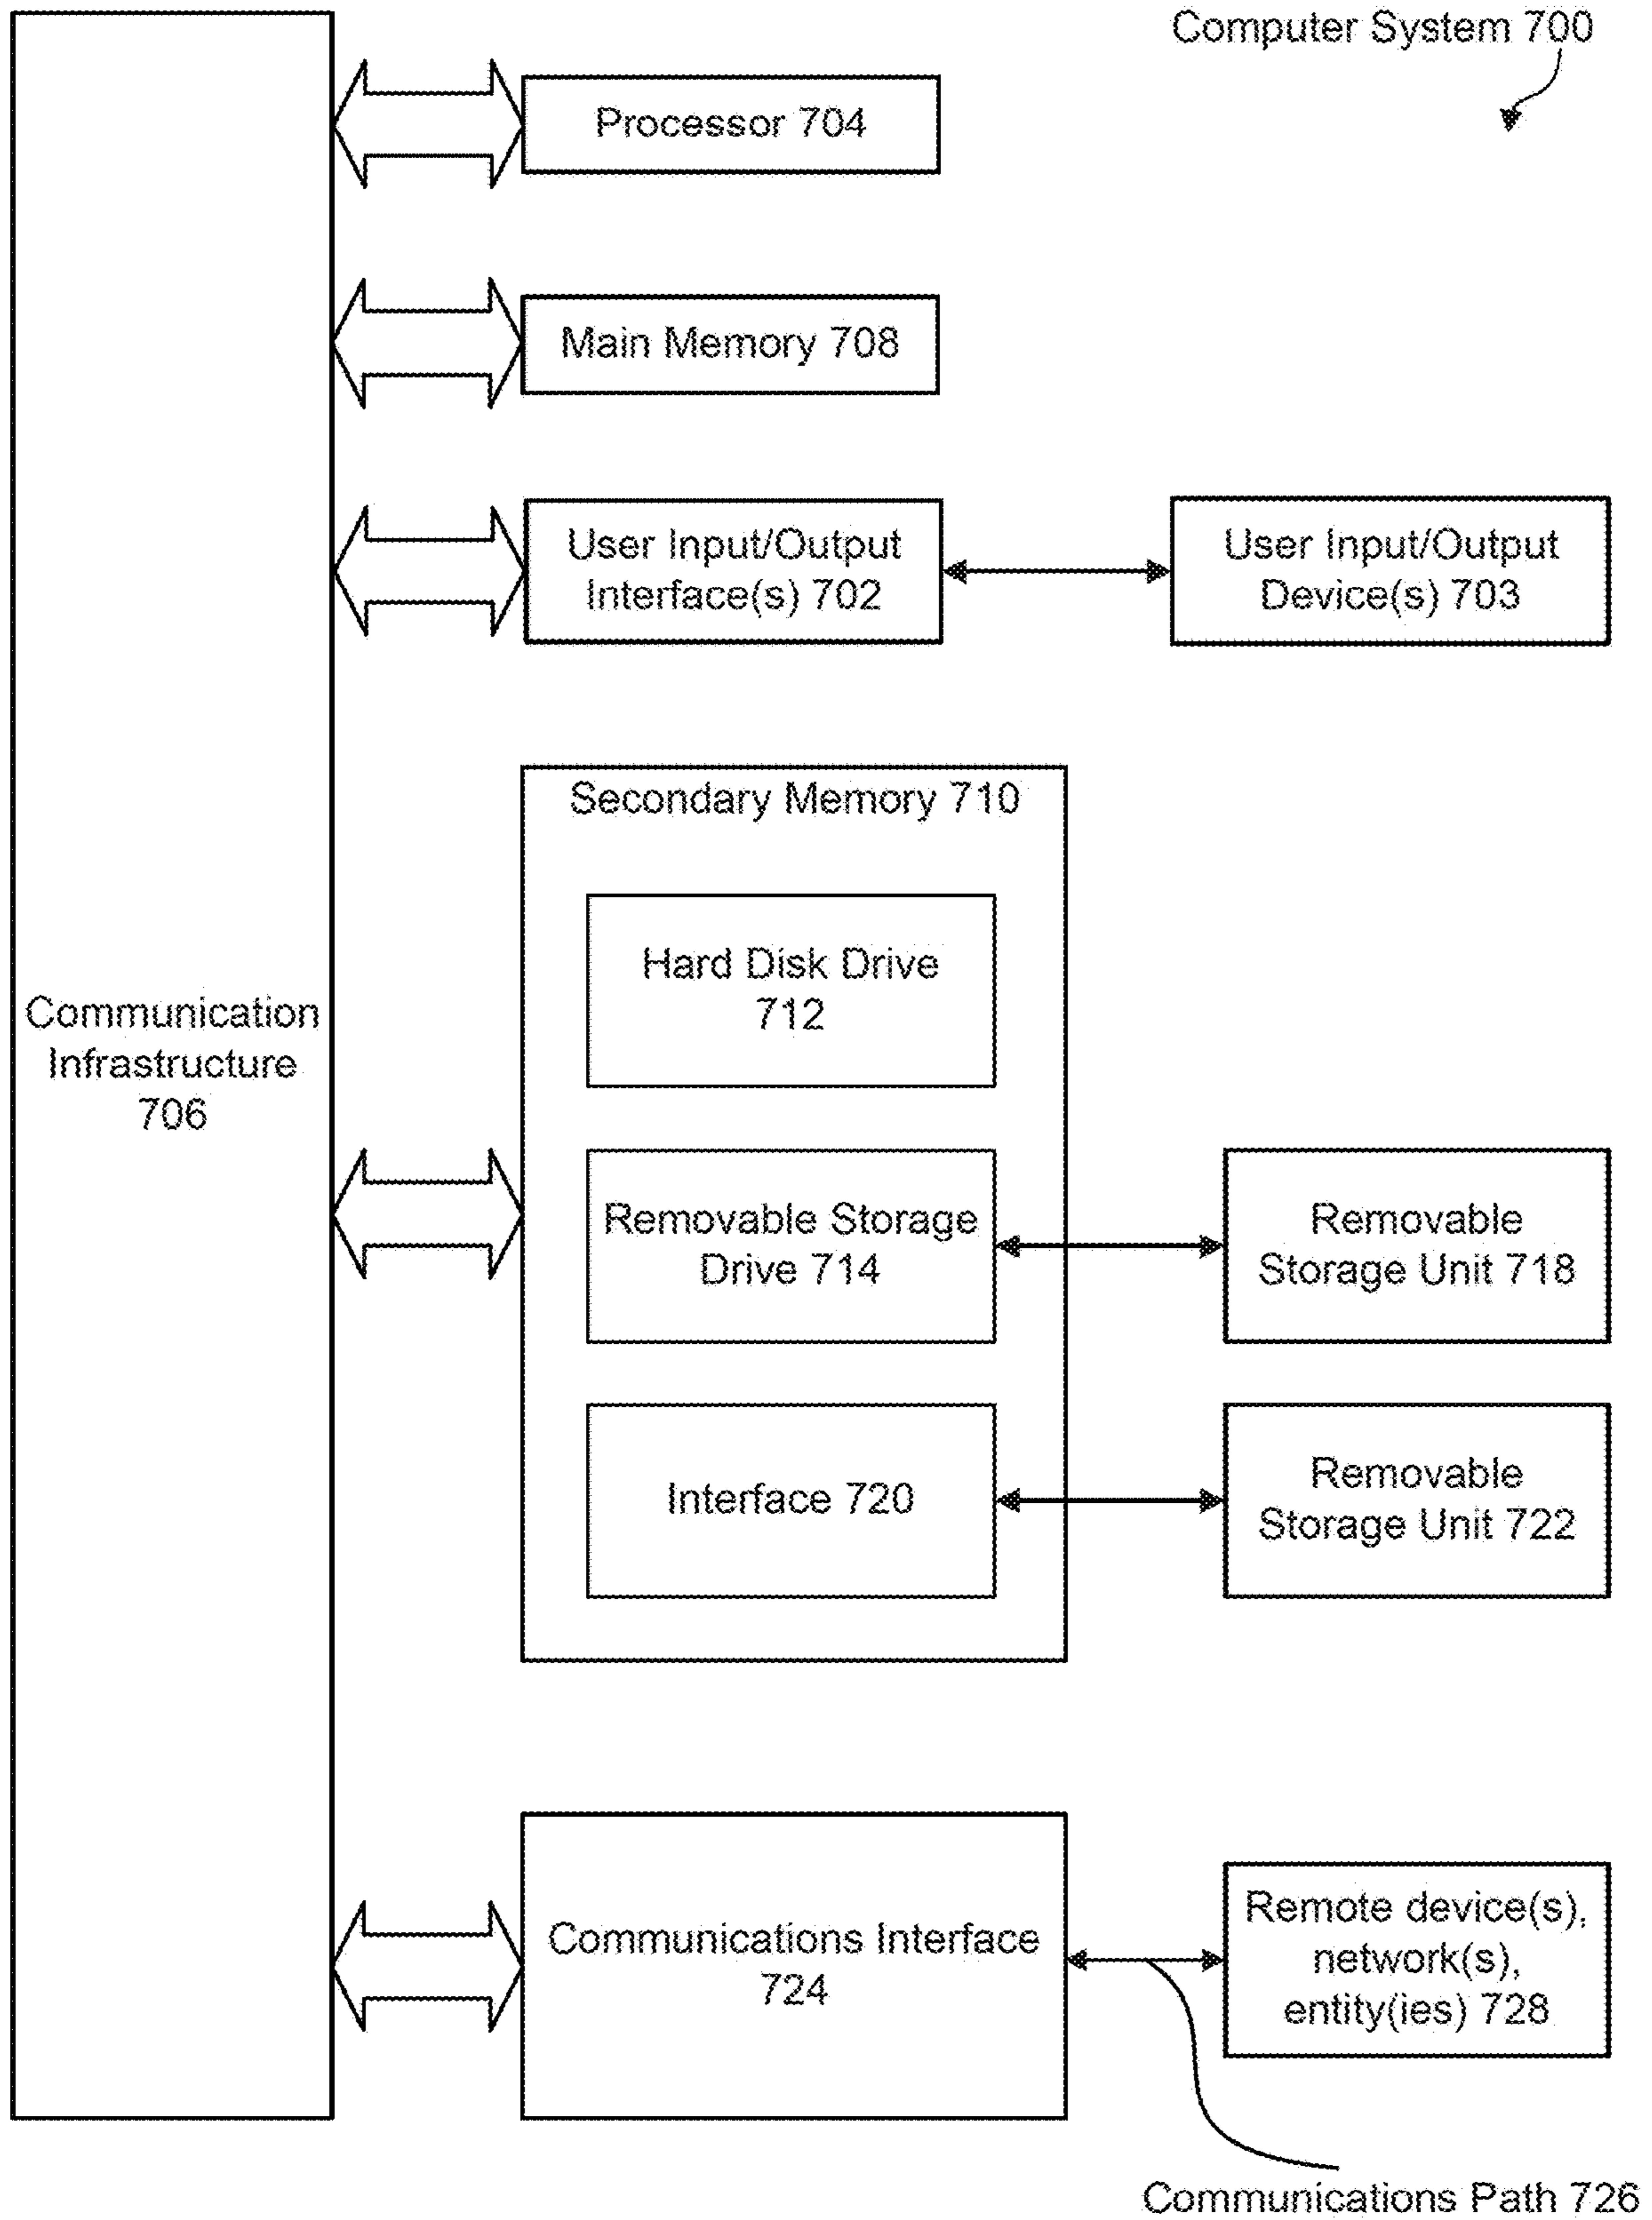 Computer System 700
Processor 704
Main Memory 708
User Input/Output
Interface(s) 702
User Input/Output
Device(s) 703
Secondary Memory 710
Hard Disk Drive
712
Communication
Infrastructure
706
Removable Storage
Drive 714
Removable
Storage Unit 718
Interface 720
Removable
Storage Unit 722
Communications Interface
724
Remote device(s),
network(s),
entity(ies) 728
Communications Path 726